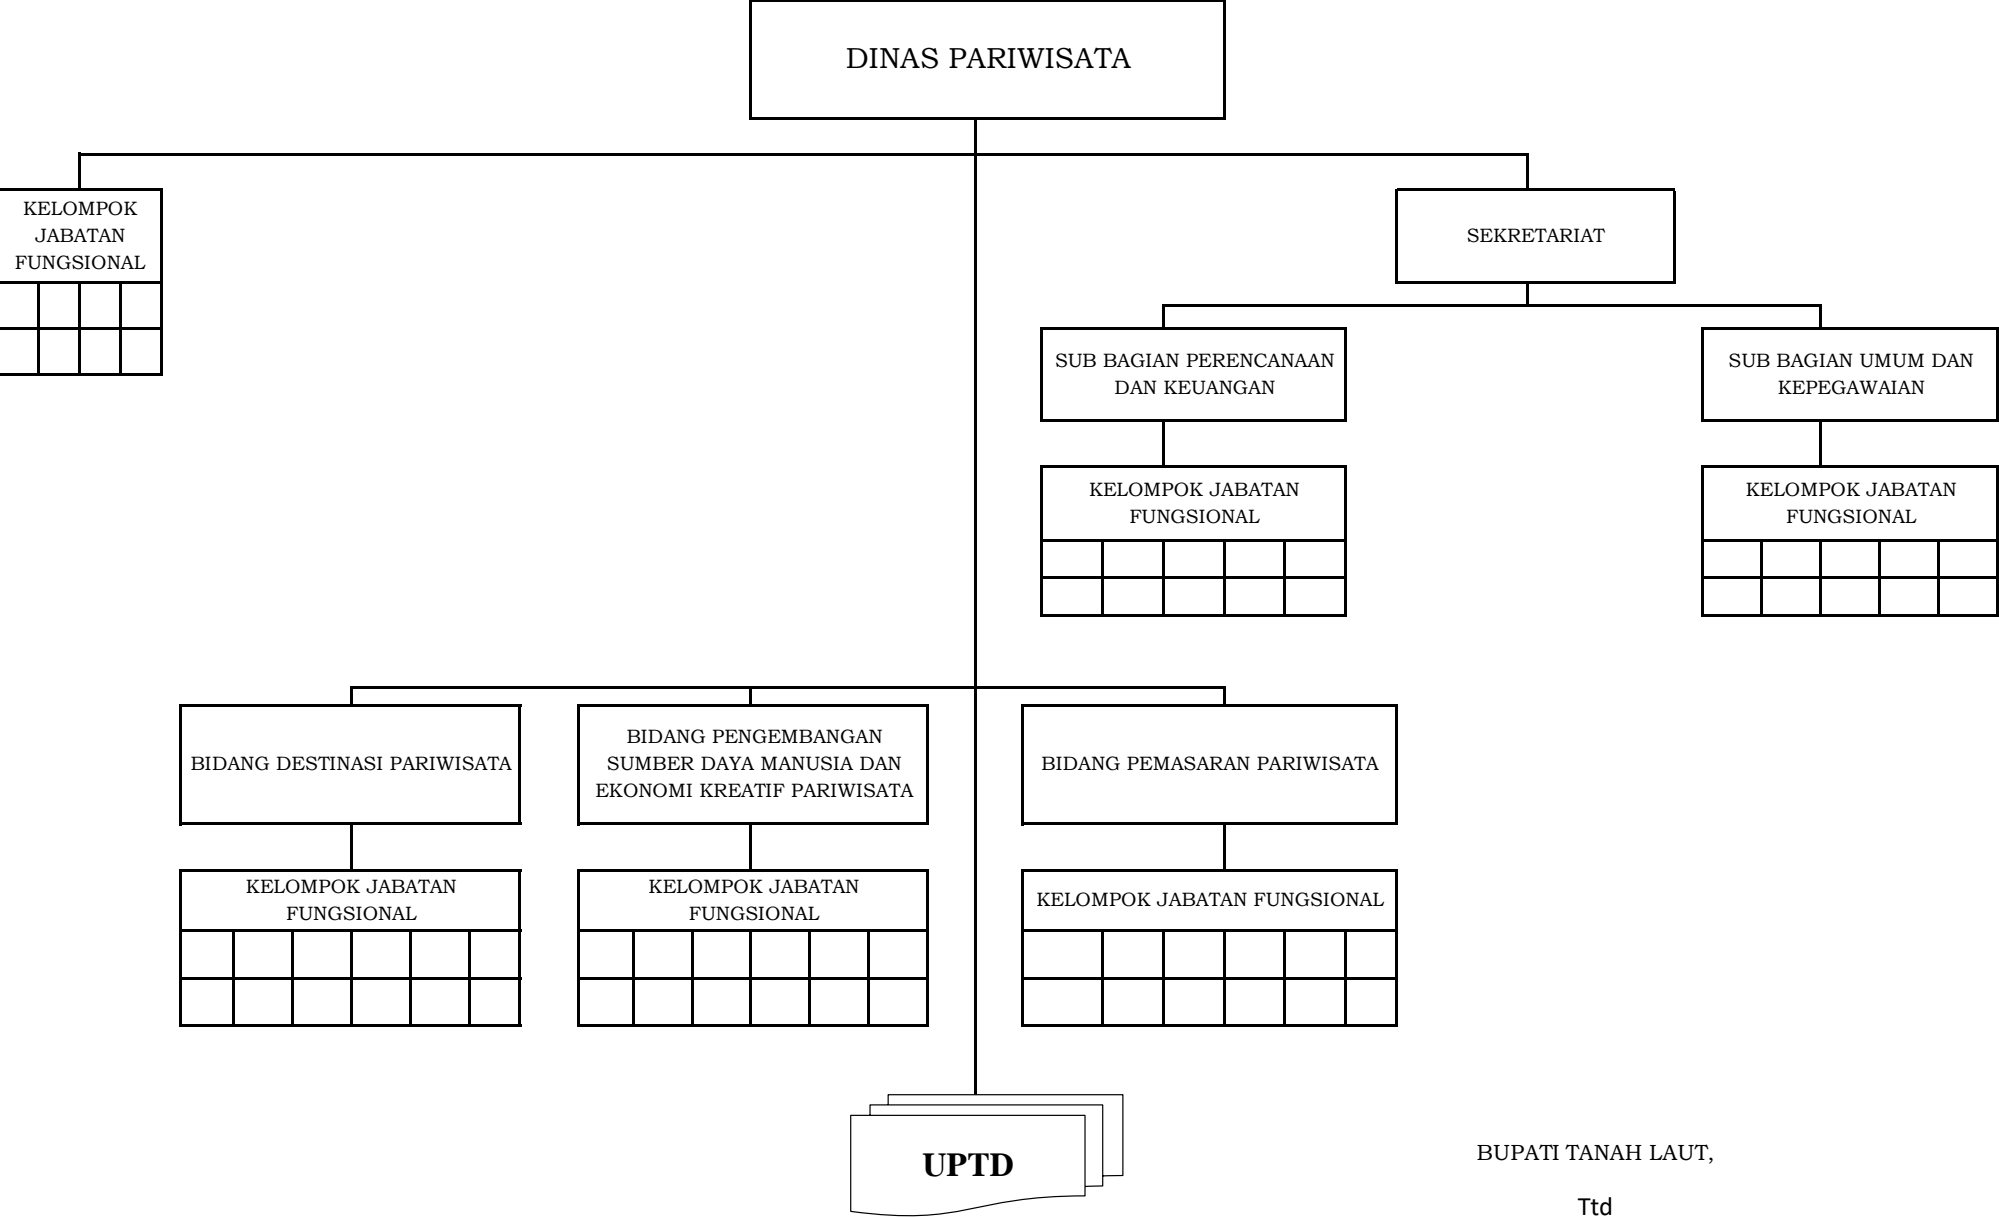 DINAS PARIWISATA
KELOMPOK
JABATAN
FUNGSIONAL
SEKRETARIAT
SUB BAGIAN PERENCANAAN
DAN KEUANGAN
SUB BAGIAN UMUM DAN
KEPEGAWAIAN
KELOMPOK JABATAN
FUNGSIONAL
KELOMPOK JABATAN
FUNGSIONAL
BIDANG DESTINASI PARIWISATA
BIDANG PENGEMBANGAN
SUMBER DAYA MANUSIA DAN
EKONOMI KREATIF PARIWISATA
BIDANG PEMASARAN PARIWISATA
KELOMPOK JABATAN
FUNGSIONAL
KELOMPOK JABATAN
FUNGSIONAL
KELOMPOK JABATAN FUNGSIONAL
UPTD
BUPATI TANAH LAUT,
Ttd